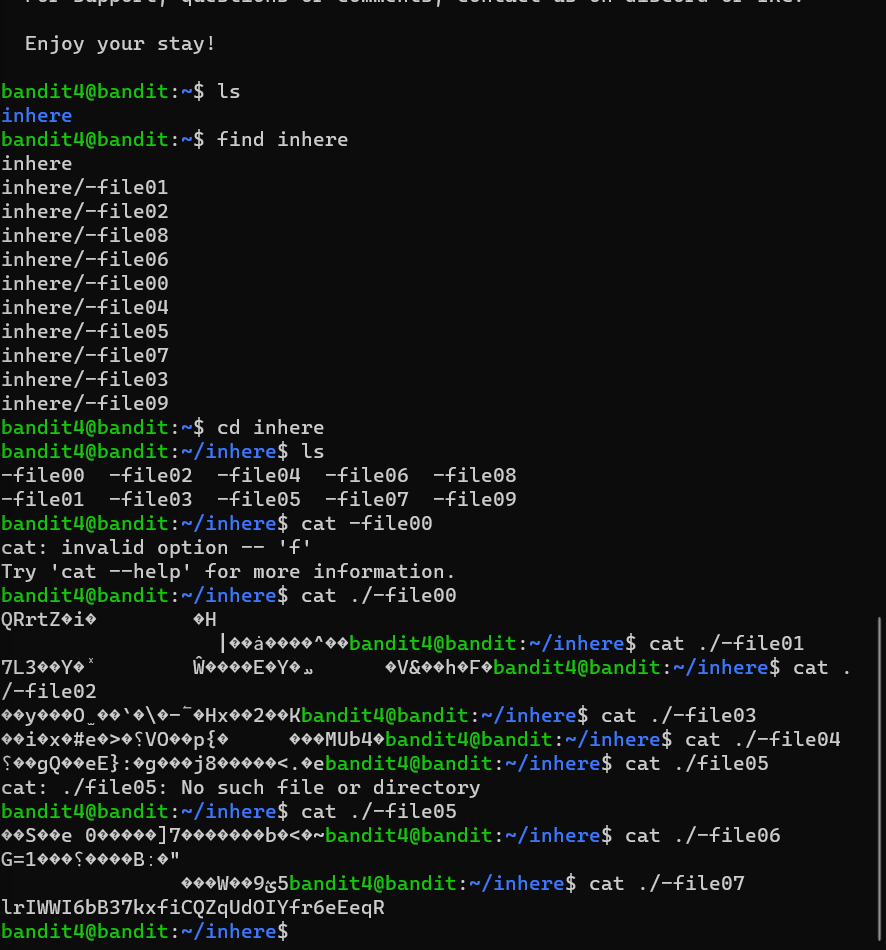 Enjoy your stay!
bandit4@bandit:~$ ls
inhere
bandit4@bandit:~$ find inhere
inhere
inhere/-file01
inhere/-file02
inhere/-file08
inhere/-file06
inhere/-file00
inhere/-file04
inhere/-file05
inhere/-file07
inhere/-file03
inhere/-file09
bandit4@bandit:~$ cd inhere
bandit4@bandit:~/inhere$ ls
-file00  -file02  -file04  -file06  -file08
-file01  -file03  -file05  -file07  -file09
bandit4@bandit:~/inhere$ cat -file00
cat: invalid option -- 'f'
Try 'cat --help' for more information.
bandit4@bandit:~/inhere$ cat ./-file00
QRrtZ�i�        �H
|��ȧ����^��bandit4@bandit:~/inhere$ cat ./-file01
7L3��Y�        Ŵ����E�Y�      �V&��h�F�bandit4@bandit:~/inhere$ cat .
/-file02
��y���O��`�\�-�Hx��2��Kbandit4@bandit:~/inhere$ cat ./-file03
��i�x�#e�>�؟VO��p{�     ���MUb4�bandit4@bandit:~/inhere$ cat ./-file04
؟��gQ��eE}:�g���j8�����<.�ebandit4@bandit:~/inhere$ cat ./file05
cat: ./file05: No such file or directory
bandit4@bandit:~/inhere$ cat ./-file05
��S��e 0�����]7�������b�<�~bandit4@bandit:~/inhere$ cat ./-file06
G=1���؟����B:�"
���W��9ئ5bandit4@bandit:~/inhere$ cat ./-file07
lrIWWI6bB37kxfiCQZqUdOIYfr6eEeqR
bandit4@bandit:~/inhere$